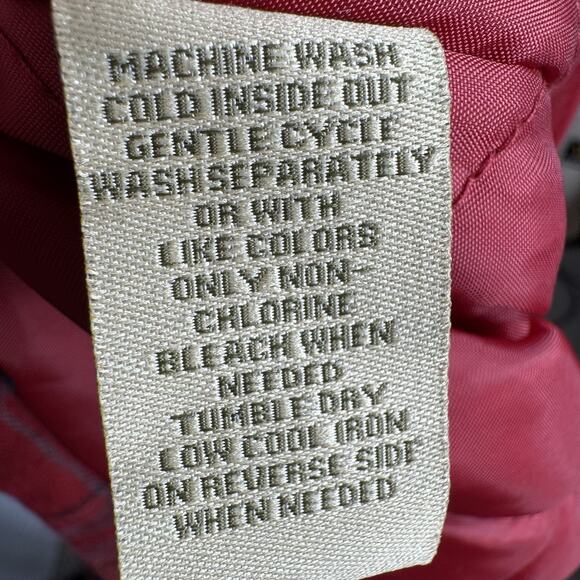 MACHINE WASH
COLD INSIDE OUT
GENTLE CYCLE
WASH SEPARATELY
OR WITH
LIKE COLORS
ONLY NON-
CHLORINE
BLEACH WHEN
NEEDED
TUMBLE DRY
LOW COOL IRON
ON REVERSE SIDE
WHEN NEEDED